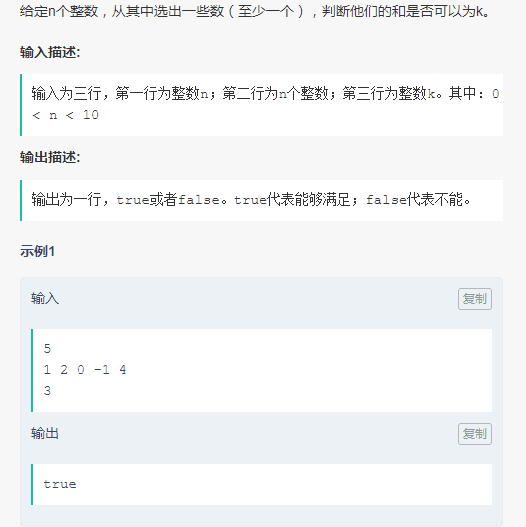 给定n个整数，从其中选出一些数（至少一个），判断他们的和是否可以为k。
输入描述:
输入为三行，第一行为整数n；第二行为n个整数；第三行为整数k。其中：0
< n < 10
输出描述:
输出为一行，true或者false。true代表能够满足；false代表不能。
示例1
输入
复制
5
1 2 0 -1 4
3
输出
复制
true